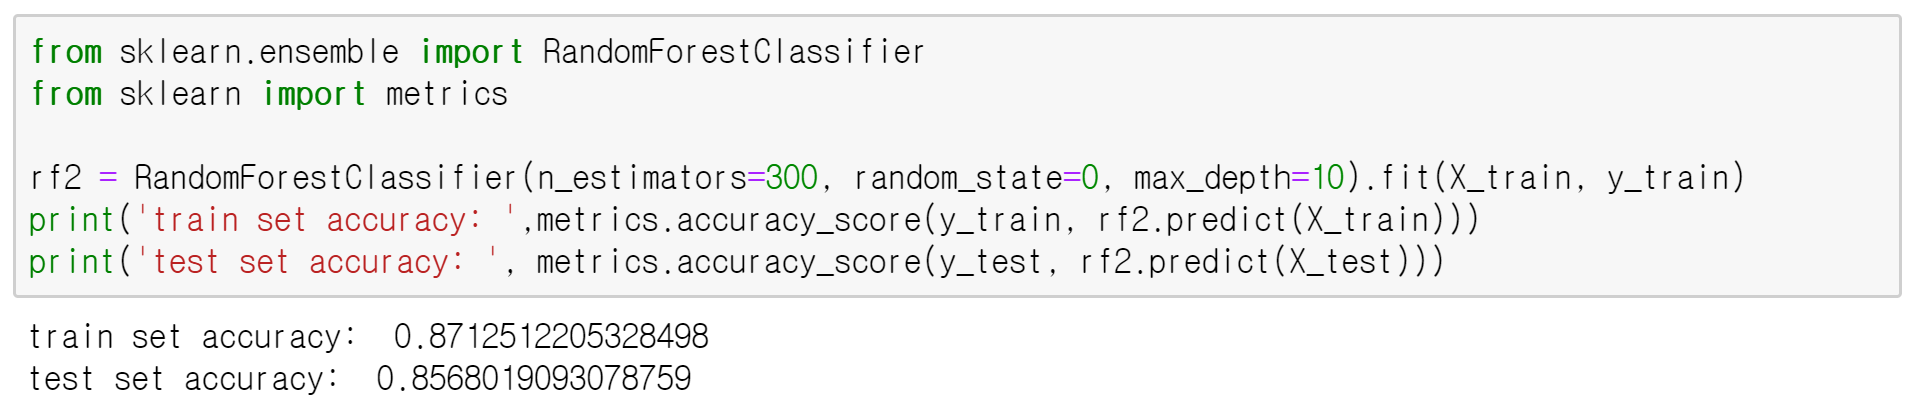 from sklearn.ensemble import RandomForestClassifier
from sklearn import metrics
rf2 = RandomForestClassifier(n_estimators=300, random_state=0, max_depth=10).fit(X_train, y_train)
print('train set accuracy: ',metrics.accuracy_score(y_train, rf2.predict(X_train)))
print('test set accuracy: ', metrics.accuracy_score(y_test, rf2.predict(X_test)))
train set accuracy:  0.8712512205328498
test set accuracy:  0.8568019093078759